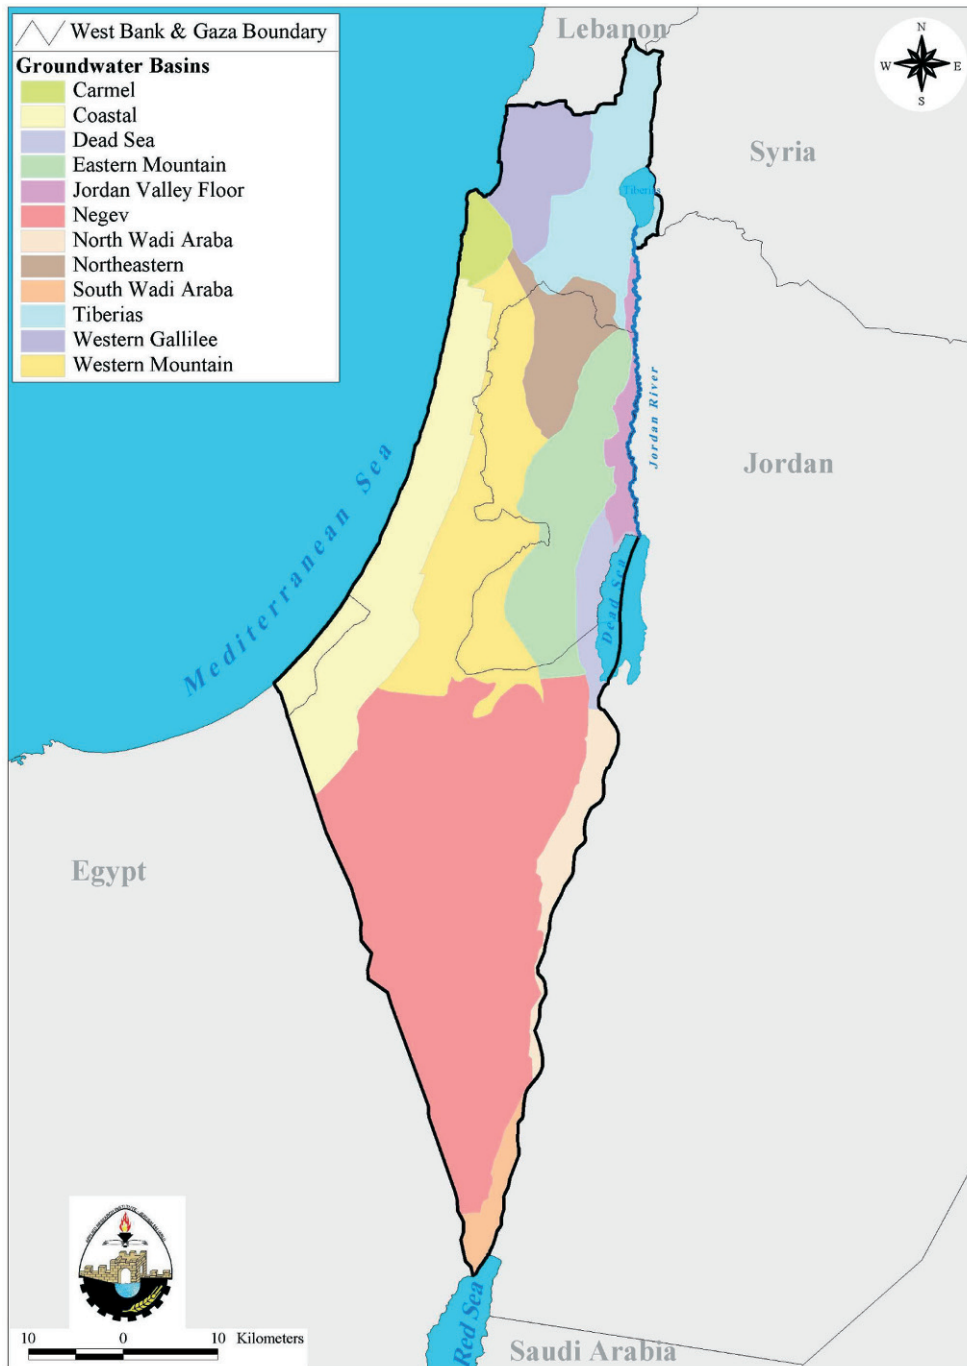 West Bank & Gaza Boundary
Groundwater Basins
Carmel
Coastal
Dead Sea
Eastern Mountain
Jordan Valley Floor
Negev
North Wadi Araba
Northeastern
South Wadi Araba
Tiberias
Western Gallilee
Western Mountain
Lebanon
N
W E
S
Syria
Tiberias
Jordan River
Jordan
Mediterranean Sea
Dead Sea
Egypt
10 0 10 Kilometers
Red Sea
Saudi Arabia